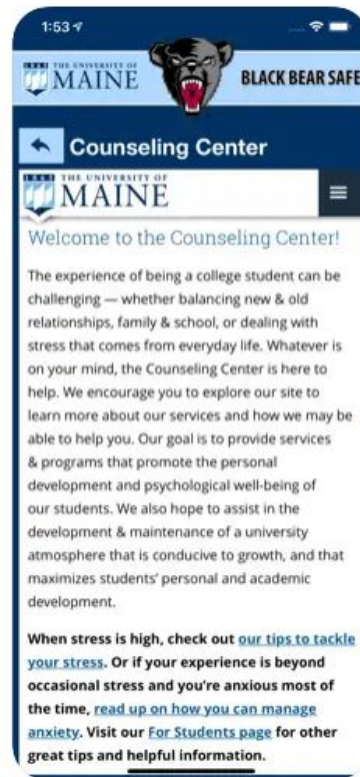 1:53
1865 THE UNIVERSITY OF
MAINE
BLACK BEAR SAFE
Counseling Center
1865 THE UNIVERSITY OF
MAINE
Welcome to the Counseling Center!
The experience of being a college student can be
challenging — whether balancing new & old
relationships, family & school, or dealing with
stress that comes from everyday life. Whatever is
on your mind, the Counseling Center is here to
help. We encourage you to explore our site to
learn more about our services and how we may be
able to help you. Our goal is to provide services
& programs that promote the personal
development and psychological well-being of
our students. We also hope to assist in the
development & maintenance of a university
atmosphere that is conducive to growth, and that
maximizes students' personal and academic
development.
When stress is high, check out our tips to tackle
your stress. Or if your experience is beyond
occasional stress and you're anxious most of
the time, read up on how you can manage
anxiety. Visit our For Students page for other
great tips and helpful information.